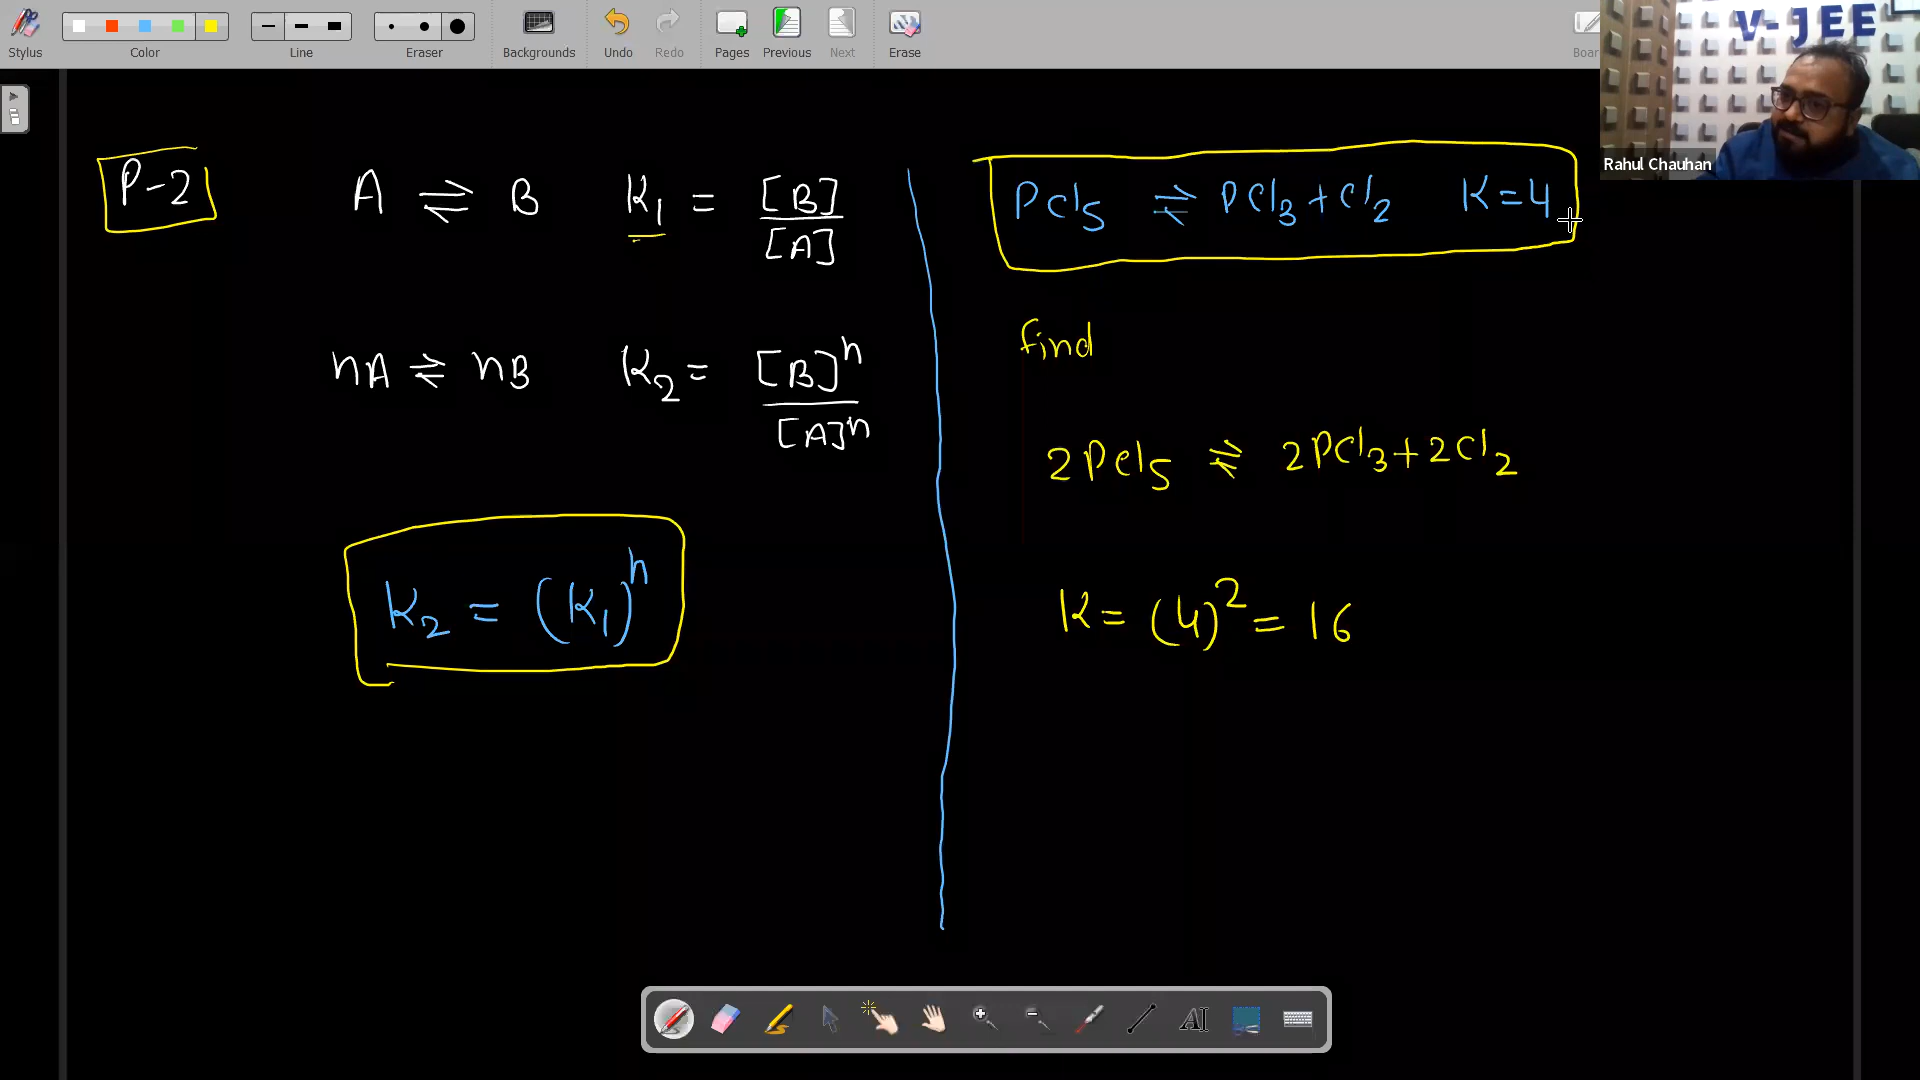 Stylus Color Line Eraser Backgrounds Undo Redo Pages Previous Next Erase
V-JEE
Rahul Chauhan
P-2
A ⇌ B K₁ = [B] / [A]
nA ⇌ nB K₂ = [B]ⁿ / [A]ⁿ
K₂ = (K₁)ⁿ
PCl₅ ⇌ PCl₃ + Cl₂ K = 4
find
2PCl₅ ⇌ 2PCl₃ + 2Cl₂
K = (4)² = 16